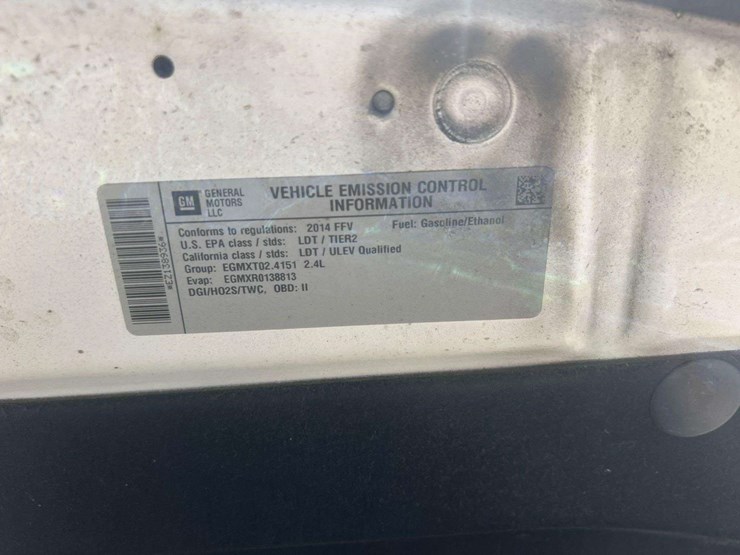 GM GENERAL MOTORS LLC
VEHICLE EMISSION CONTROL
INFORMATION
Conforms to regulations: 2014 FFV Fuel: Gasoline/Ethanol
U.S. EPA class / stds: LDT / TIER2
California class / stds: LDT / ULEV Qualified
Group: EGMXT02.4151 2.4L
Evap: EGMXR0138813
DGI/HO2S/TWC, OBD: II
*EZ138936*